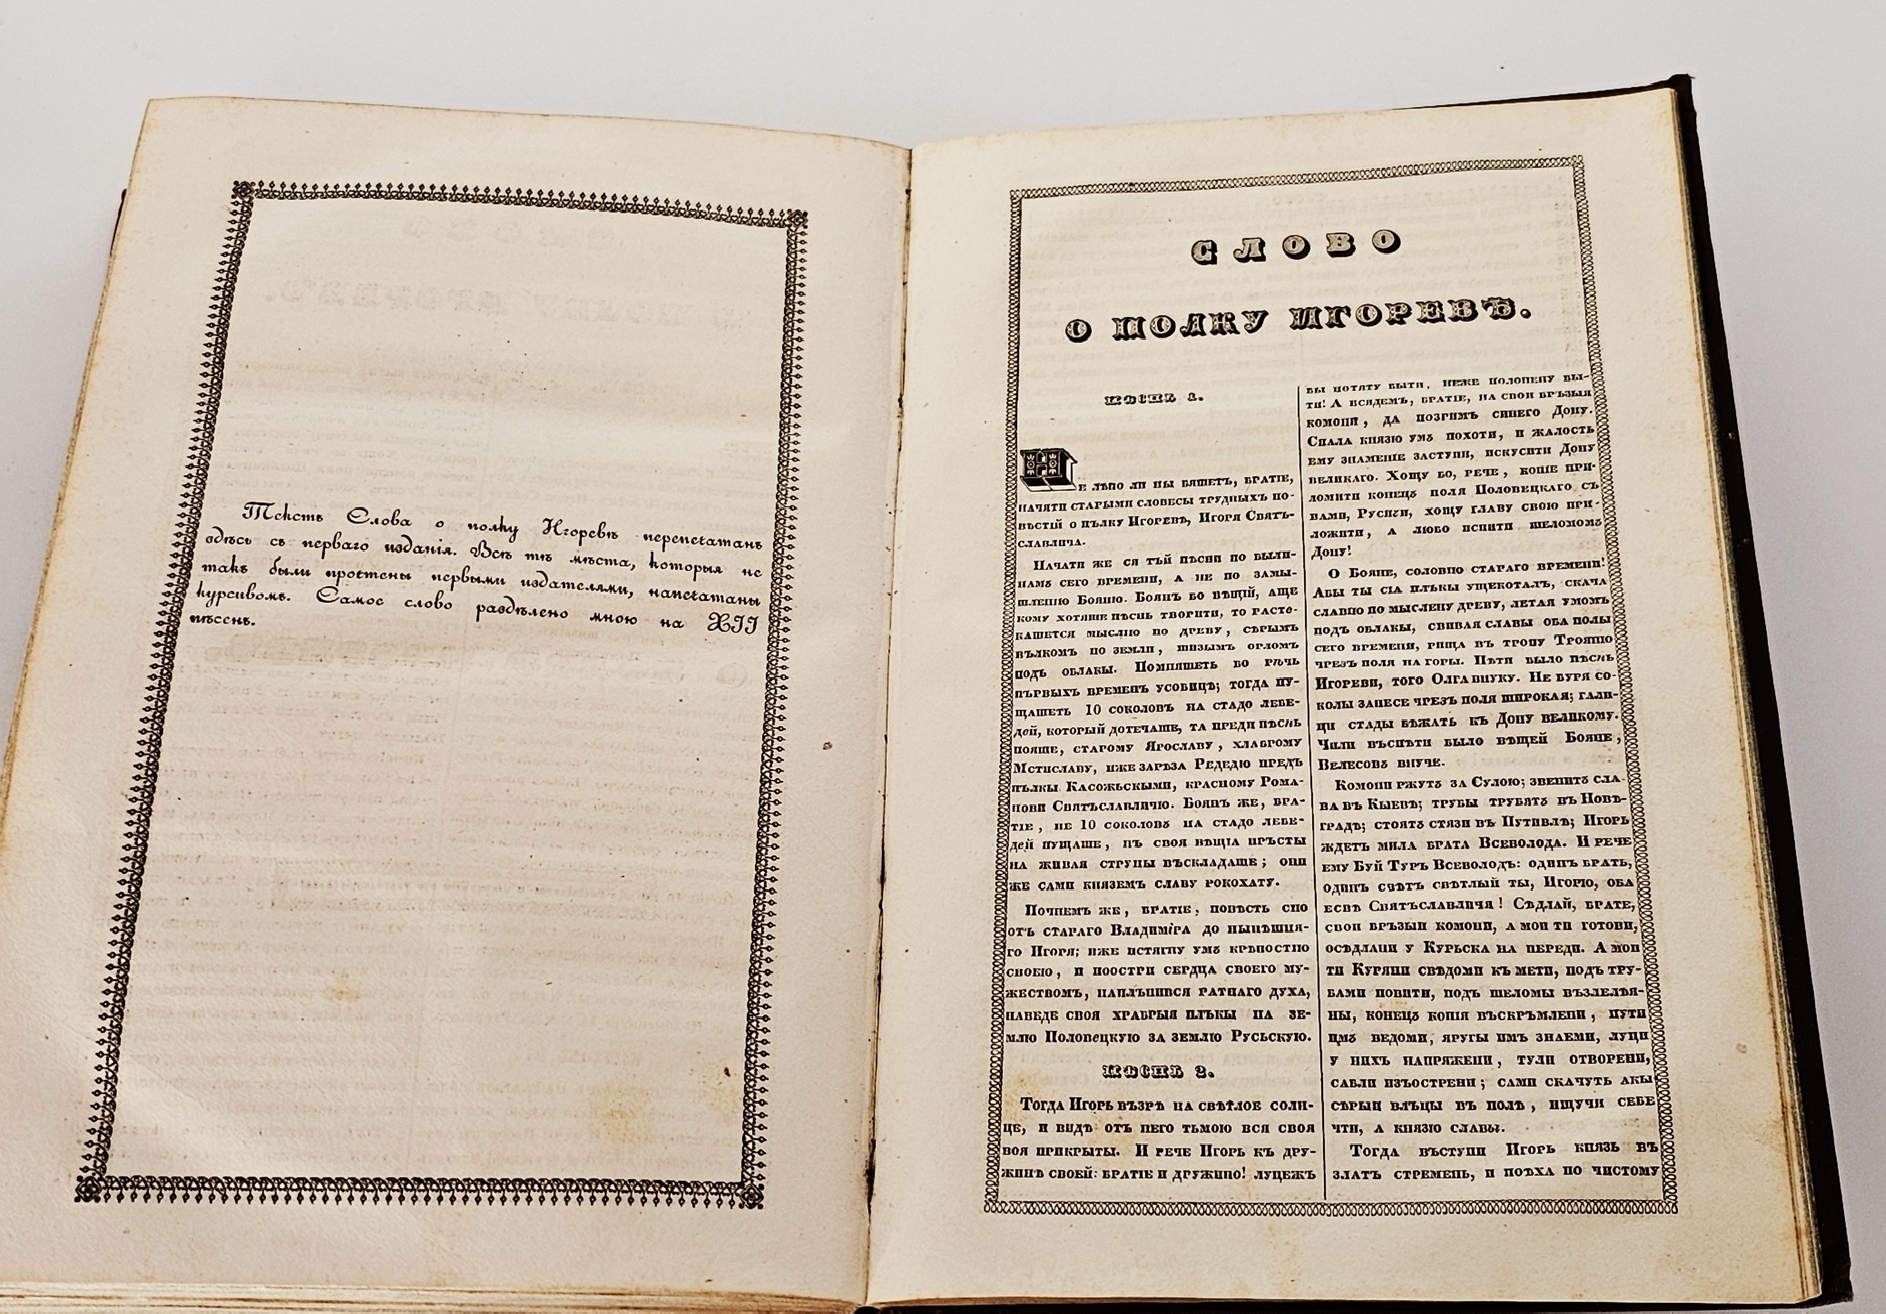 Текстъ Слова о полку Игоревѣ перепечатанъ
здѣсь съ перваго изданія. Всѣ тѣ мѣста, которыя не
такъ были прочтены первыми издателями, напечатаны
курсивомъ. Самое слово раздѣлено мною на XII
пѣсень.
СЛОВО
О ПОЛКУ ИГОРЕВѢ.
ПѢСНЬ 1.
Не лѣпо ли ны бяшетъ, братіе,
начяти старыми словесы трудныхъ по-
вѣстій о пълку Игоревѣ, Игоря Святъ-
славлича.
Начати же ся тъй пѣсни по были-
намъ сего времени, а не по замы-
шленію Бояню. Боянъ бо вѣщій, аще
кому хотяше пѣснь творити, то расте-
кашется мыслію по древу, сѣрымъ
вълкомъ по земли, шизымъ орломъ
подъ облакы. Помняшеть бо рѣчь
първыхъ временъ усобицѣ; тогда пу-
щашеть 10 соколовъ на стадо лебе-
дей, который дотечаше, та преди пѣснь
пояше, старому Ярославу, храброму
Мстиславу, иже зарѣза Редедю предъ
пълкы Касожьскыми, красному Рома-
нови Святъславличю. Боянъ же, бра-
тіе, не 10 соколовъ на стадо лебе-
дей пущаше, нъ своя вѣщіа пръсты
на живая струны въскладаше; они
же сами княземъ славу рокохату.
Почнемъ же, братіе, повѣсть сію
отъ стараго Владиміра до нынѣшня-
го Игоря; иже истягну умъ крѣпостію
своею, и поостри сердца своего му-
жествомъ, наплънився ратнаго духа,
наведе своя храбрыя плъкы на зе-
млю Половецкую за землю Русьскую.
ПѢСНЬ 2.
Тогда Игорь възрѣ на свѣтлое солн-
це, и видѣ отъ него тьмою вся своя
воя прикрыты. И рече Игорь къ дру-
жинѣ своей: братіе и дружино! луцежъ
бы потяту быти, неже полонену бы-
ти! А всядемъ, братіе, на свои бръзыя
комони, да позримъ синего Дону.
Спала князю умъ похоти, и жалость
ему знаменіе заступи, искусити Дону
великаго. Хощу бо, рече, копіе при-
ломити конець поля Половецкаго съ
вами, Русици, хощу главу свою при-
ложити, а любо испити шеломомъ
Дону!
О Бояне, соловію стараго времени!
Абы ты сіа плъкы ущекоталъ, скача
славію по мыслену древу, летая умомъ
подъ облакы, свивая славы оба полы
сего времени, рища въ тропу Трояню
чрезъ поля на горы. Пѣти было пѣснь
Игореви, того Олга внуку. Не буря со-
колы занесе чрезъ поля широкая; гали-
ци стады бѣжать къ Дону великому.
Чили въспѣти было вѣщей Бояне,
Велесовъ внуче.
Комони ржутъ за Сулою; звенитъ сла-
ва въ Кыевѣ; трубы трубятъ въ Новѣ-
градѣ; стоятъ стязи въ Путивлѣ; Игорь
ждетъ мила брата Всеволода. И рече
ему Буй Туръ Всеволодъ: одинъ братъ,
одинъ свѣтъ свѣтлый ты, Игорю, оба
есвѣ Святъславличя! Сѣдлай, брате,
свои бръзыи комони, а мои ти готови,
осѣдлани у Курьска на переди. А мои
ти Куряни свѣдоми къ мети, подъ тру-
бами повити, подъ шеломы възлелѣя-
ны, конецъ копія въскръмлени, пути
имъ ведоми, яругы имъ знаеми, луци
у нихъ напряжени, тули отворени,
сабли изъострени; сами скачуть акы
сѣрыи влъцы въ полѣ, ищучи себе
чти, а князю славы.
Тогда въступи Игорь князь въ
златъ стремень, и поѣха по чистому